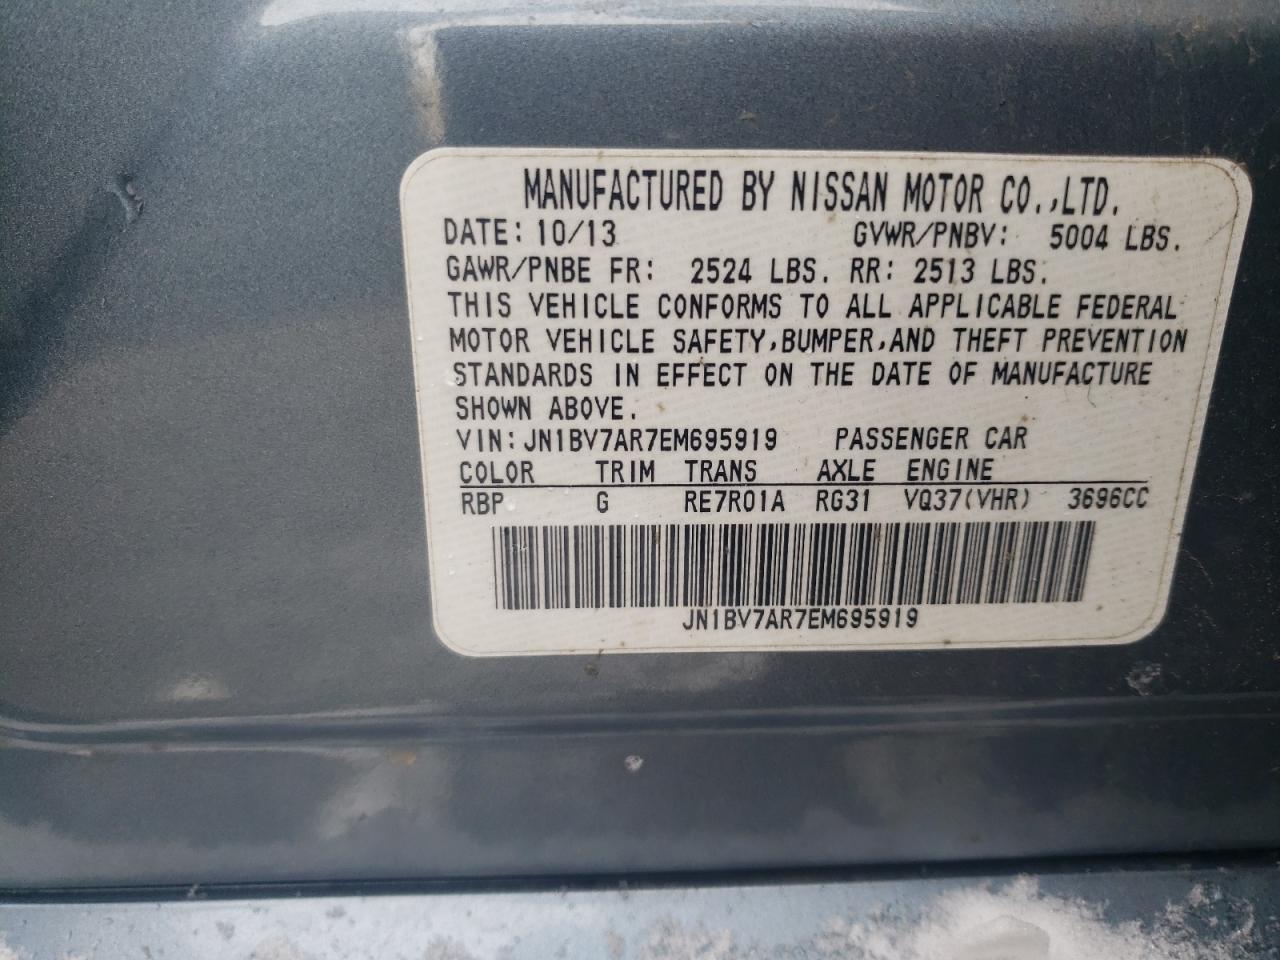 MANUFACTURED BY NISSAN MOTOR CO.,LTD.
DATE: 10/13 GVWR/PNBV: 5004 LBS.
GAWR/PNBE FR: 2524 LBS. RR: 2513 LBS.
THIS VEHICLE CONFORMS TO ALL APPLICABLE FEDERAL
MOTOR VEHICLE SAFETY,BUMPER,AND THEFT PREVENTION
STANDARDS IN EFFECT ON THE DATE OF MANUFACTURE
SHOWN ABOVE.
VIN: JN1BV7AR7EM695919 PASSENGER CAR
COLOR TRIM TRANS AXLE ENGINE
RBP G RE7R01A RG31 VQ37(VHR) 3696CC
JN1BV7AR7EM695919